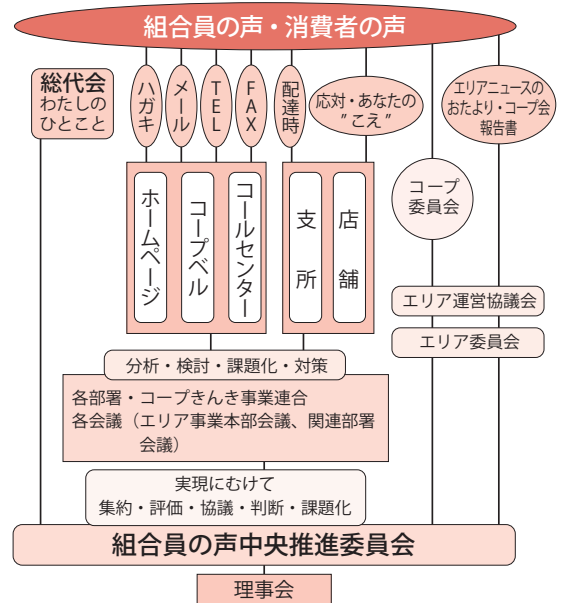 組合員の声・消費者の声
総代会
わたしの
ひとこと
ハガキ
メール
TEL
FAX
配達時
応対・あなたの
”こえ”
エリアニュースの
おたより・コープ会
報告書
コープ
委員会
ホームページ
コープベル
コールセンター
支所
店舗
エリア運営協議会
エリア委員会
分析・検討・課題化・対策
各部署・コープきんき事業連合
各会議（エリア事業本部会議、関連部署
会議）
実現にむけて
集約・評価・協議・判断・課題化
組合員の声中央推進委員会
理事会